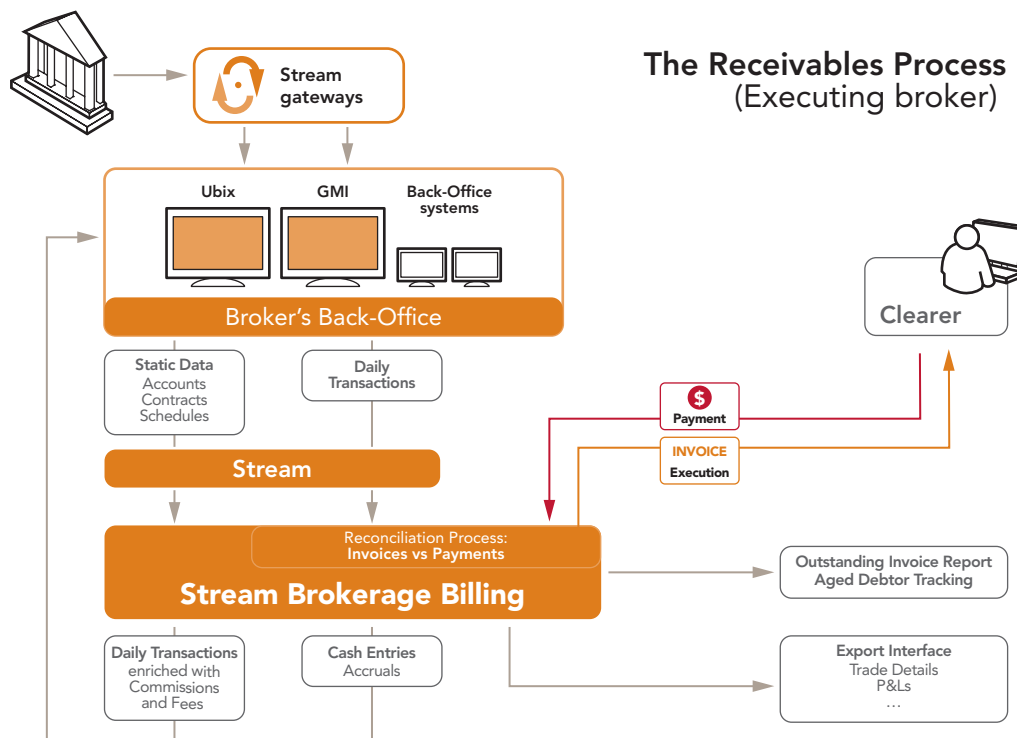 The Receivables Process
(Executing broker)
Stream
gateways
Ubix
GMI
Back-Office
systems
Broker's Back-Office
Clearer
Static Data
Accounts
Contracts
Schedules
Daily
Transactions
$
Payment
INVOICE
Execution
Stream
Reconciliation Process:
Invoices vs Payments
Stream Brokerage Billing
Outstanding Invoice Report
Aged Debtor Tracking
Daily Transactions
enriched with
Commissions
and Fees
Cash Entries
Accruals
Export Interface
Trade Details
P&Ls
...